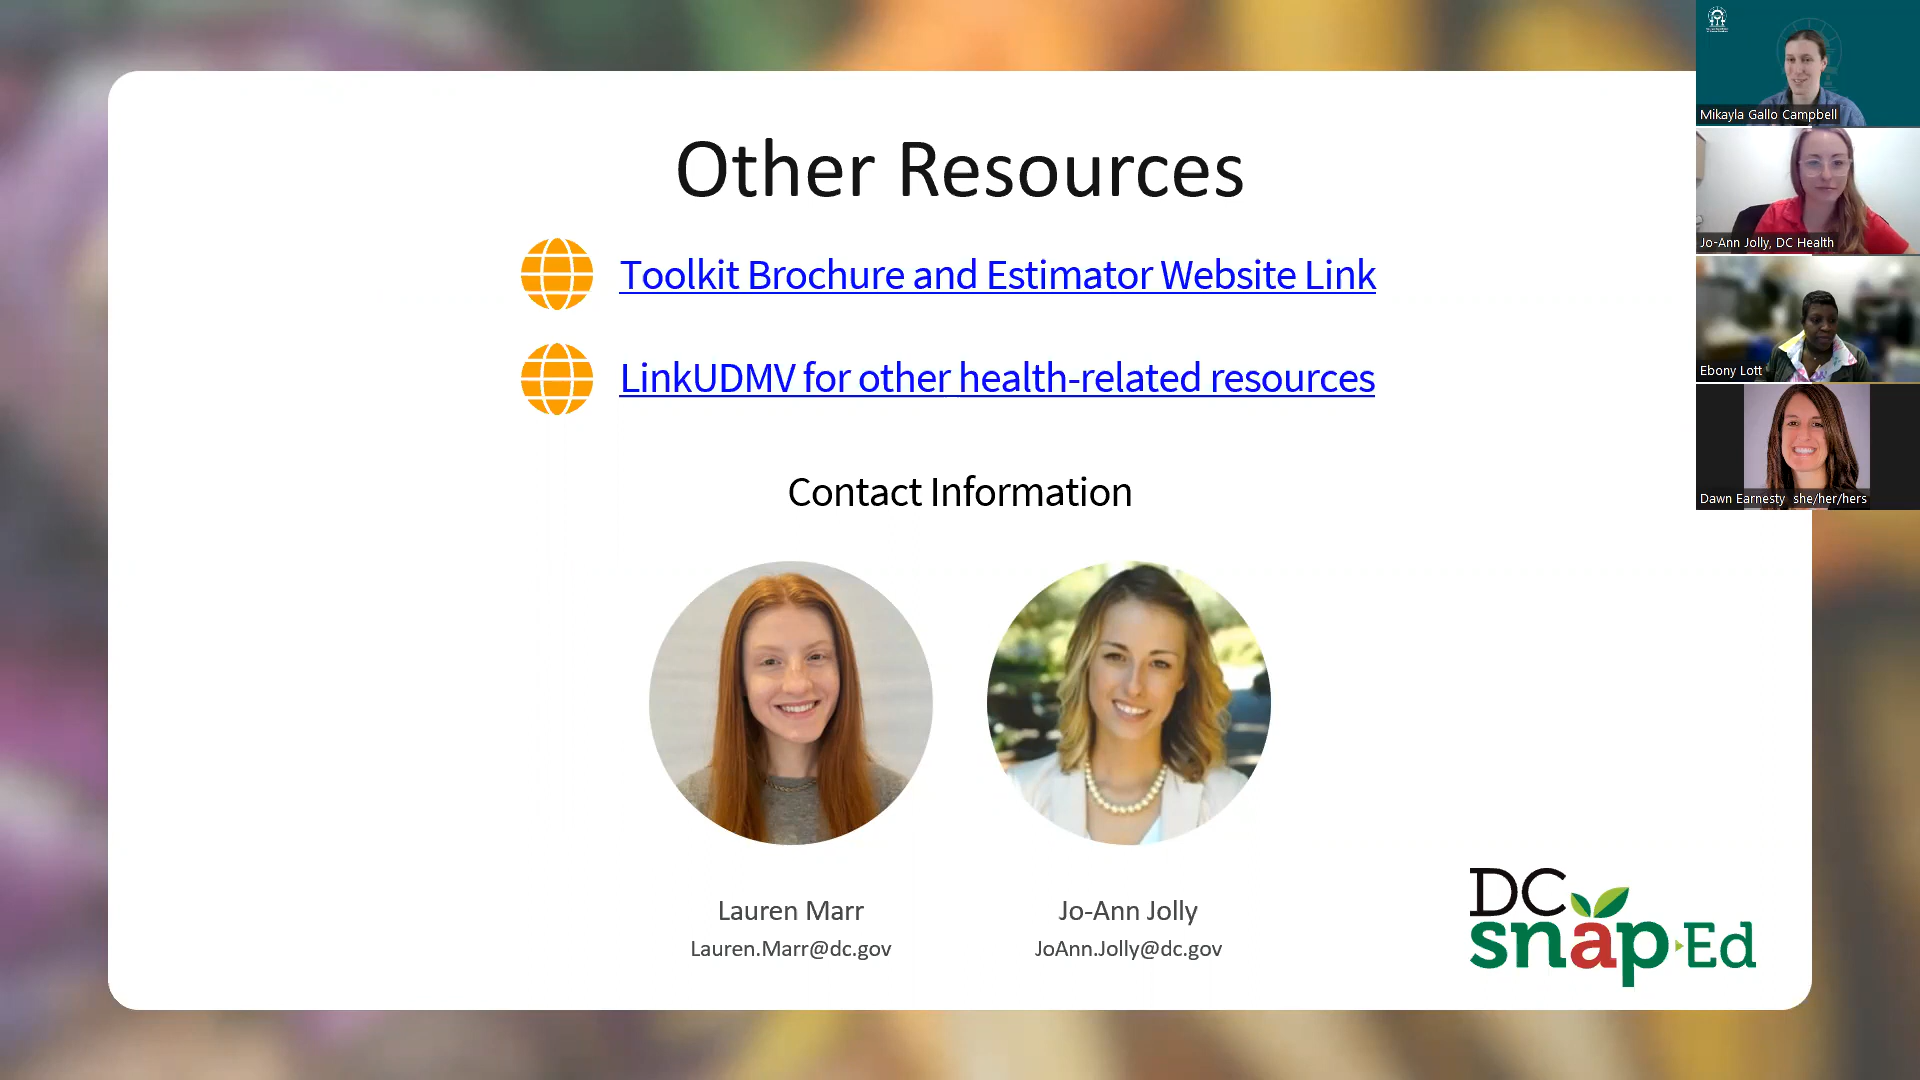 Other Resources
Toolkit Brochure and Estimator Website Link
LinkUDMV for other health-related resources
Contact Information
Lauren Marr
Lauren.Marr@dc.gov
Jo-Ann Jolly
JoAnn.Jolly@dc.gov
DC
snap-Ed
Mikayla Gallo Campbell
Jo-Ann Jolly, DC Health
Ebony Lott
Dawn Earnesty she/her/hers